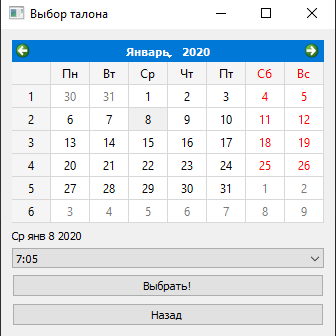 Выбор талона
Январь, 2020
Пн Вт Ср Чт Пт Сб Вс
1 30 31 1 2 3 4 5
2 6 7 8 9 10 11 12
3 13 14 15 16 17 18 19
4 20 21 22 23 24 25 26
5 27 28 29 30 31 1 2
6 3 4 5 6 7 8 9
Ср янв 8 2020
7:05
Выбрать!
Назад